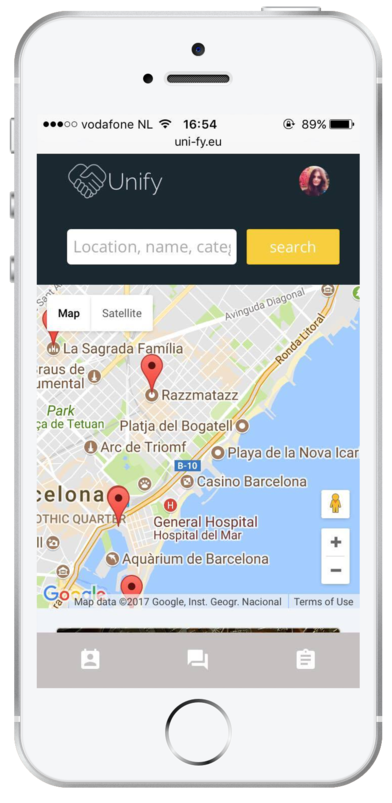 vodafone NL 16:54 89%
uni-fy.eu
Unify
Location, name, cate
search
Sant A
Avinguda Diagonal
Map Satellite
Ronda Litoral
La Sagrada Família
raus de
umental
Razzmatazz
Park
ça de Tetuan
Platja del Bogatell
Arc de Triomf
Playa de la Nova Icar
B-10
Casino Barcelona
celona
OTHIC QUARTER
H
General Hospital
Hospital del Mar
ll
Aquàrium de Barcelona
+
−
Google
Map data ©2017 Google, Inst. Geogr. Nacional Terms of Use